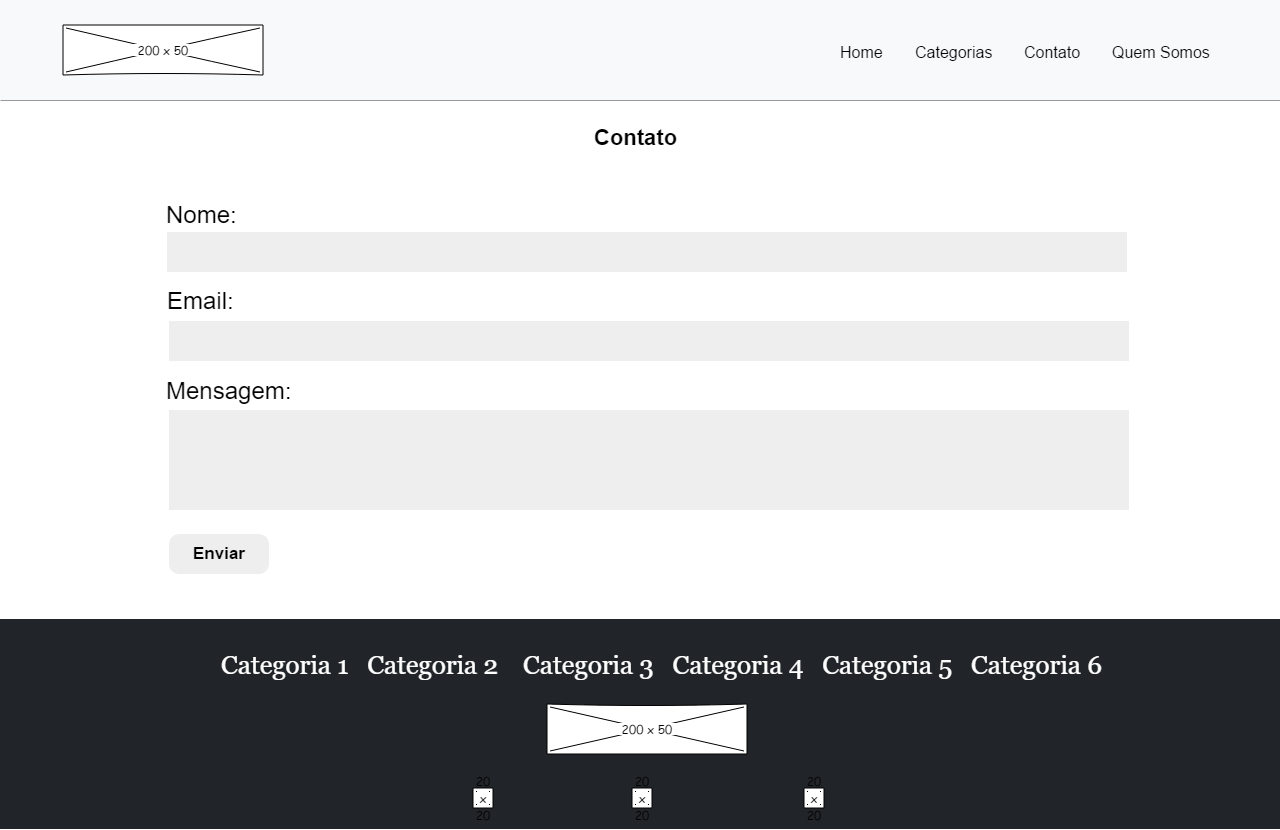 200 x 50
Home Categorias Contato Quem Somos
Contato
Nome:
Email:
Mensagem:
Enviar
Categoria 1 Categoria 2 Categoria 3 Categoria 4 Categoria 5 Categoria 6
200 x 50
20 20 20
x x x
20 20 20